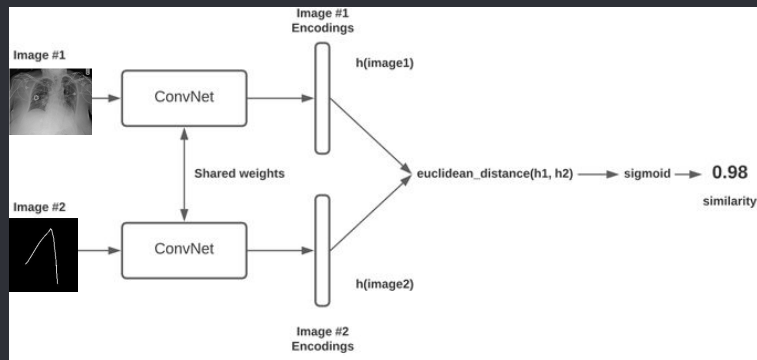 Image #1
Encodings
Image #1
h(image1)
ConvNet
Shared weights
euclidean_distance(h1, h2)
sigmoid
0.98
similarity
Image #2
ConvNet
h(image2)
Image #2
Encodings